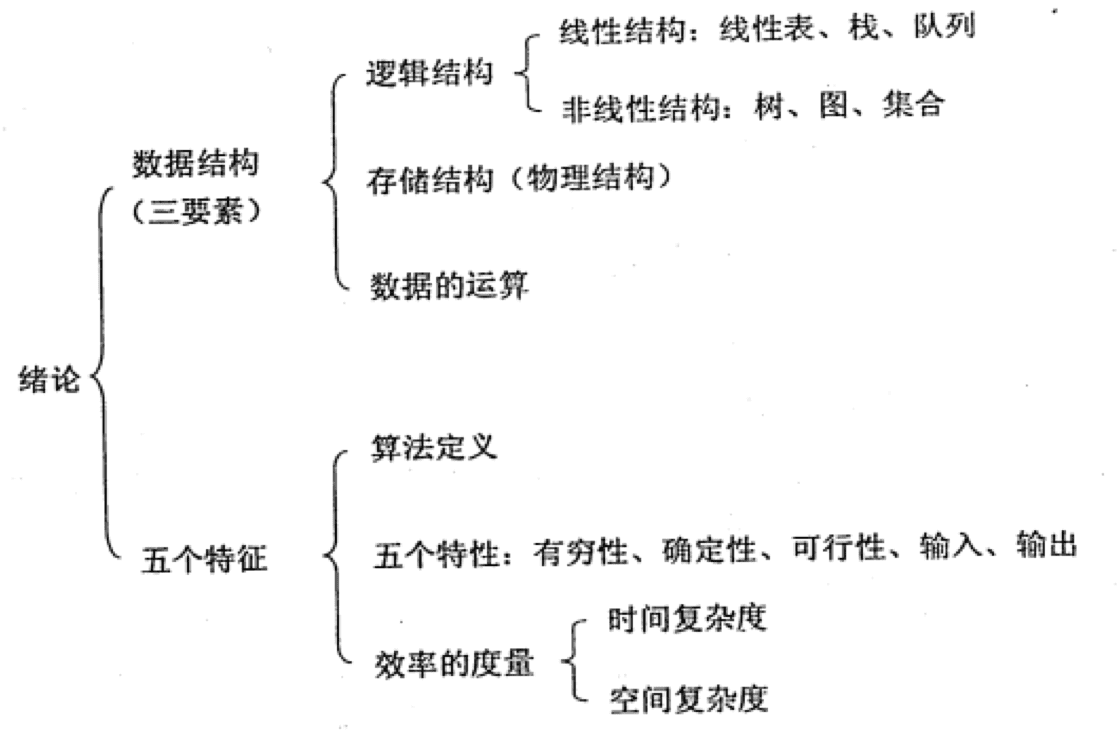 绪论
数据结构
（三要素）
逻辑结构
线性结构：线性表、栈、队列
非线性结构：树、图、集合
存储结构（物理结构）
数据的运算
五个特征
算法定义
五个特性：有穷性、确定性、可行性、输入、输出
效率的度量
时间复杂度
空间复杂度